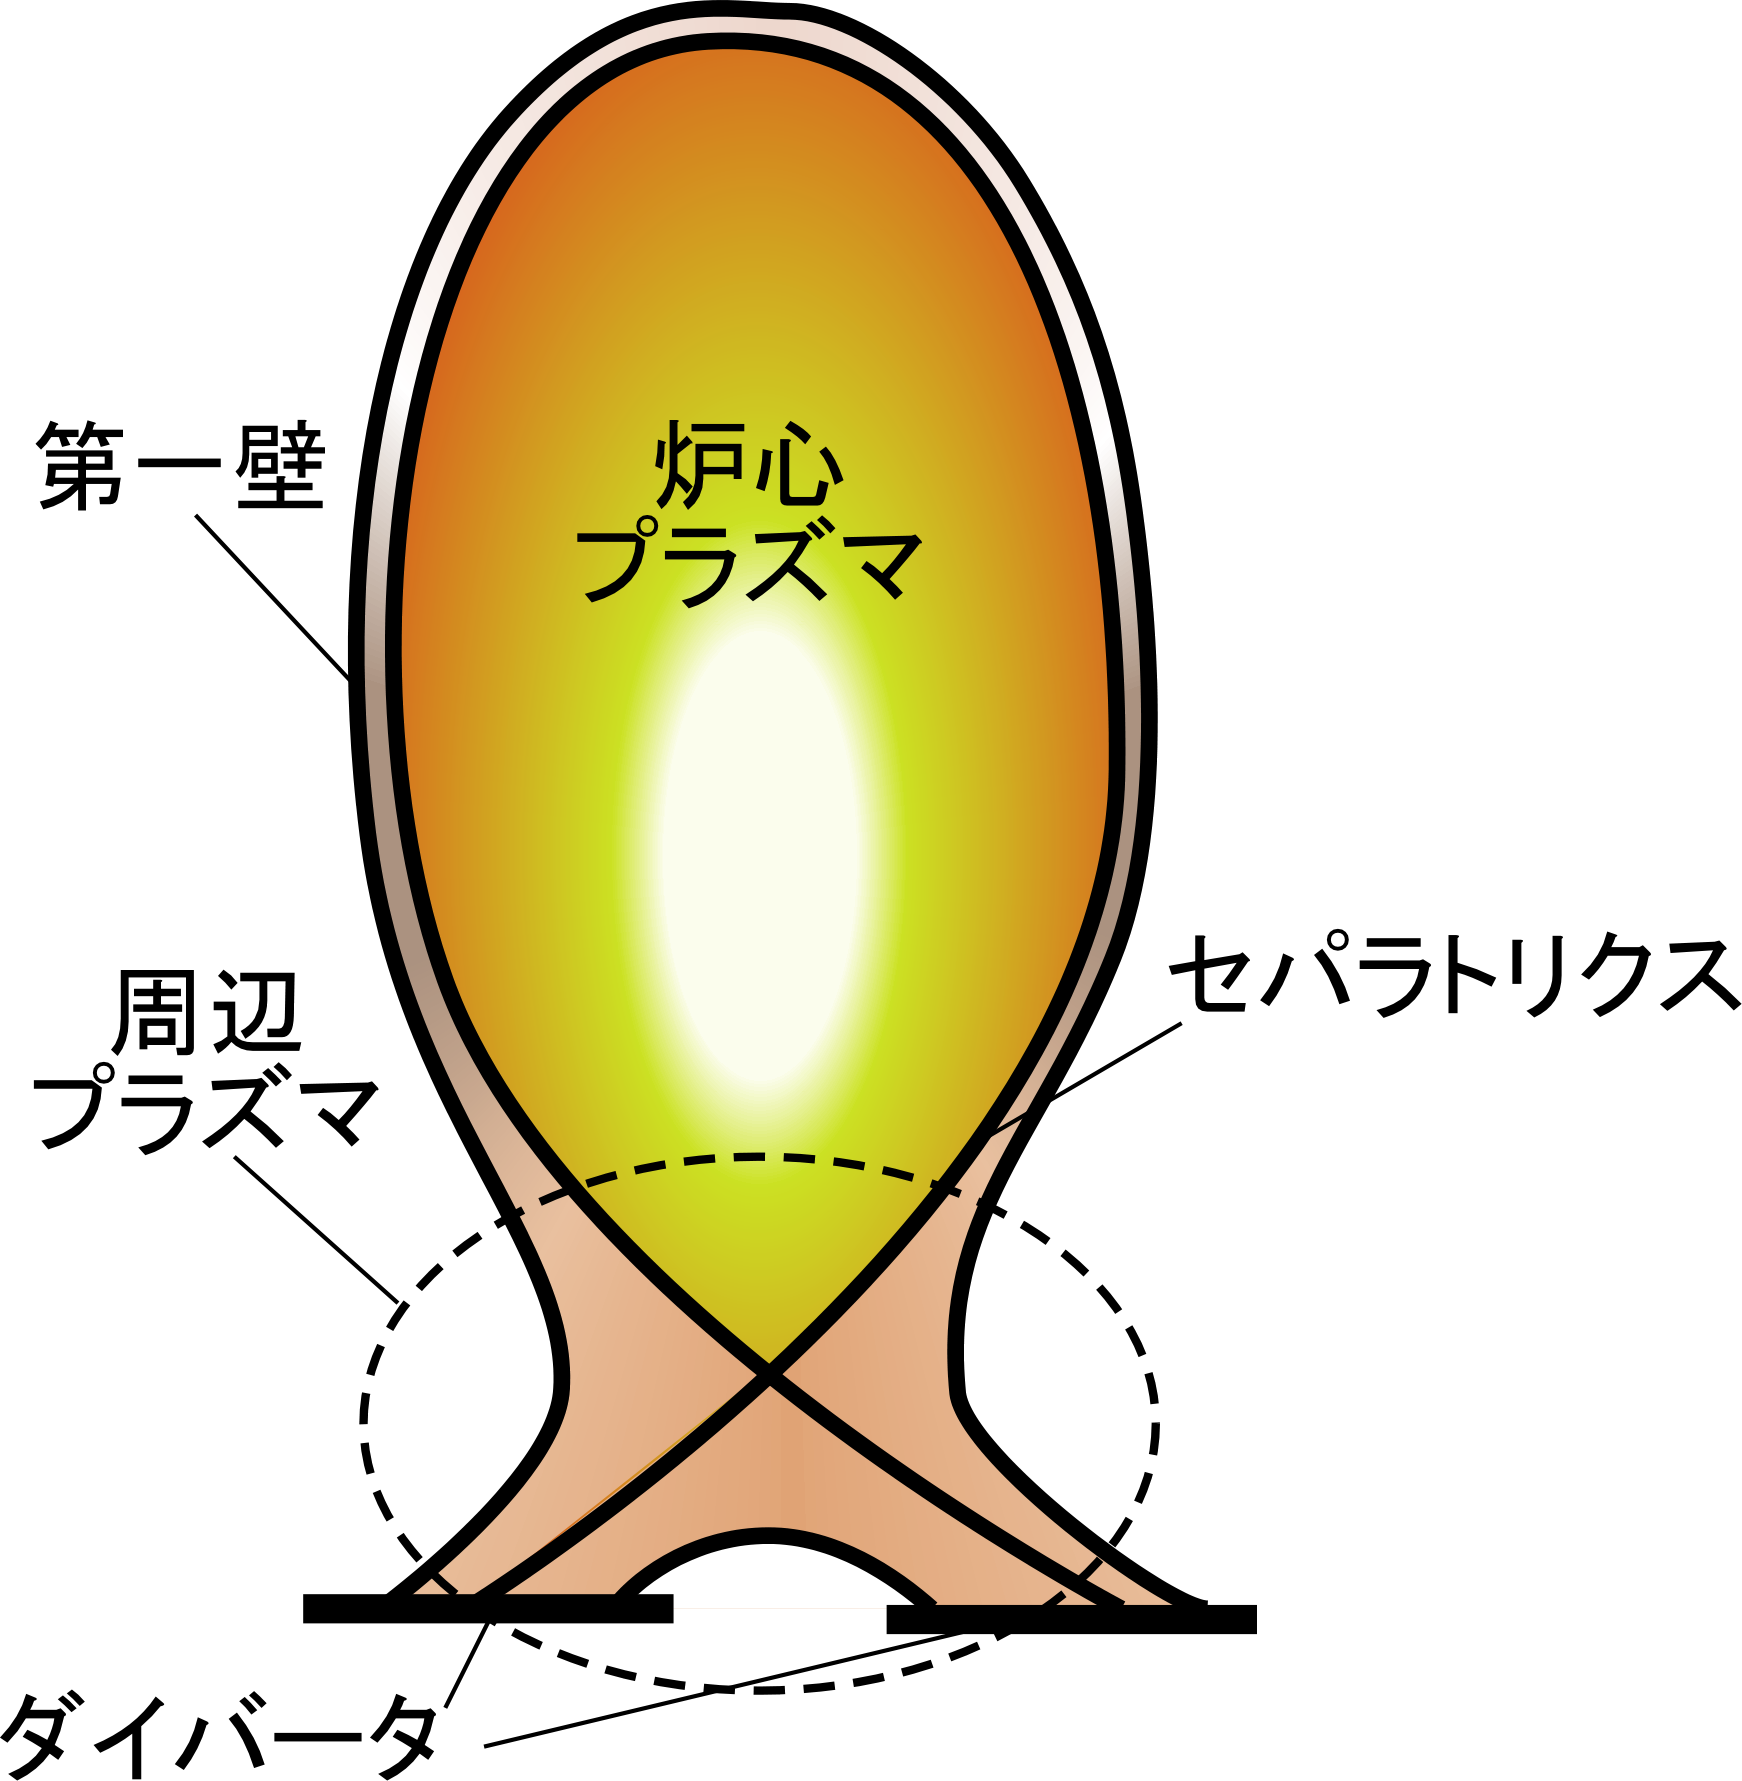 第一壁
炉心
プラズマ
周辺
プラズマ
セパラトリクス
ダイバータ